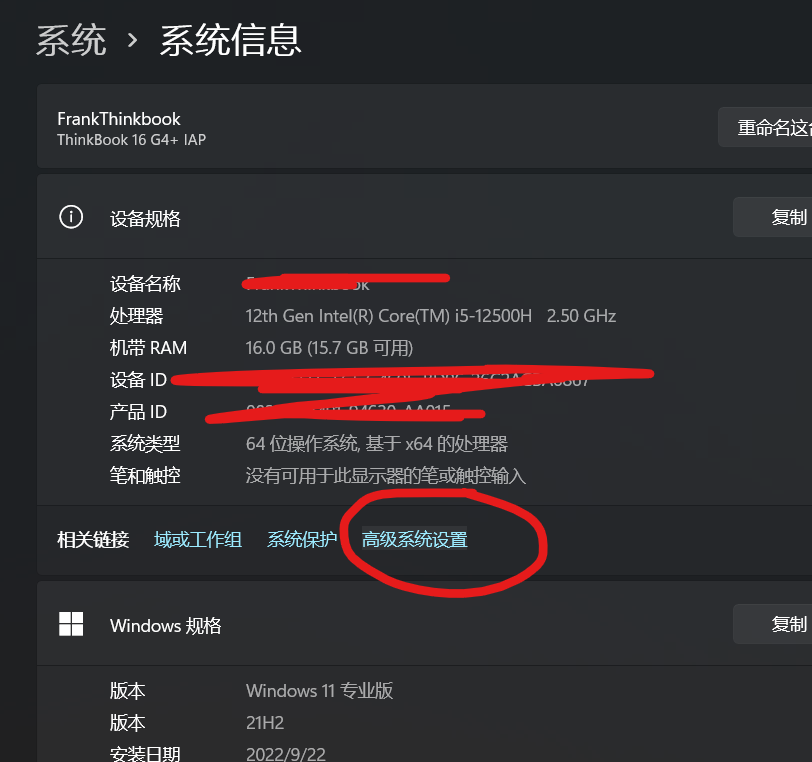 系统 › 系统信息
FrankThinkbook
ThinkBook 16 G4+ IAP
重命名这
设备规格
复制
设备名称
处理器 12th Gen Intel(R) Core(TM) i5-12500H 2.50 GHz
机带 RAM 16.0 GB (15.7 GB 可用)
设备 ID
产品 ID
系统类型 64 位操作系统, 基于 x64 的处理器
笔和触控 没有可用于此显示器的笔或触控输入
相关链接 域或工作组 系统保护 高级系统设置
Windows 规格
复制
版本 Windows 11 专业版
版本 21H2
安装日期 2022/9/22